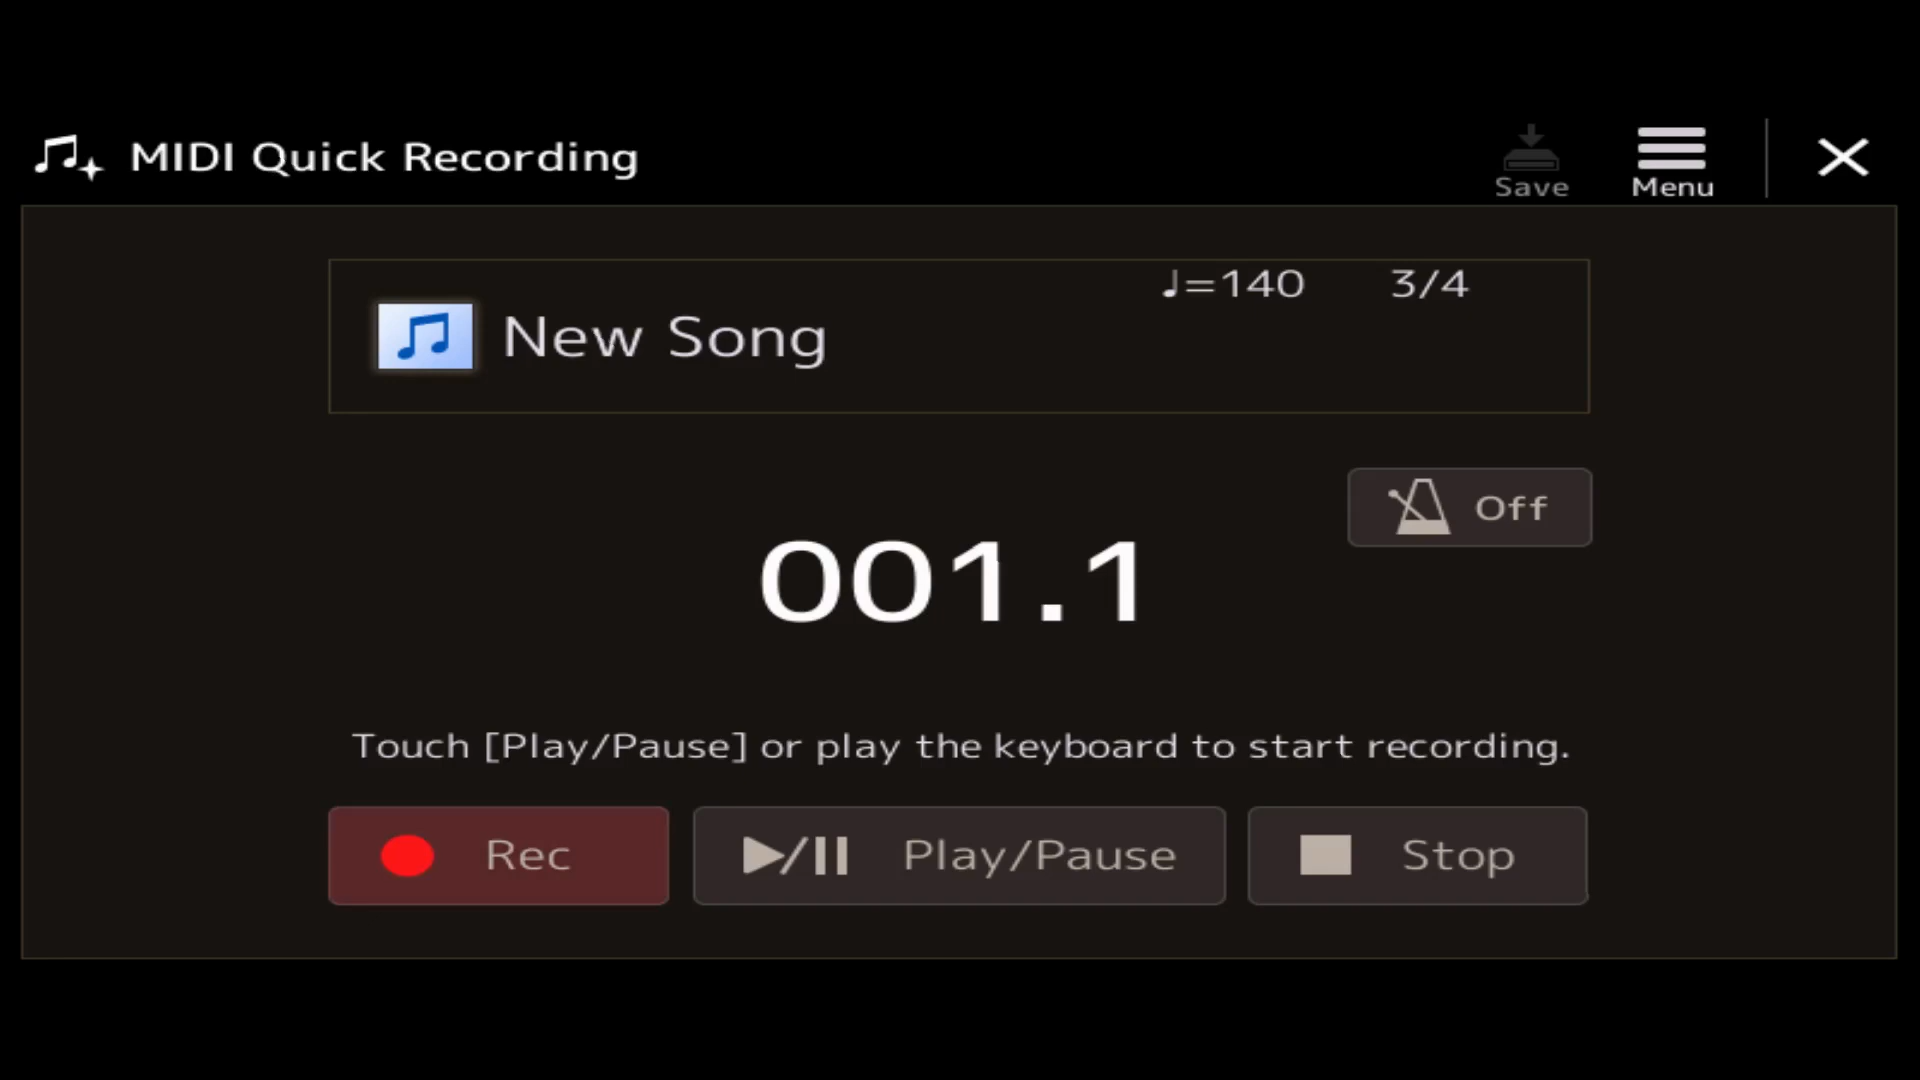 MIDI Quick Recording
Save
Menu
♩=140 3/4
New Song
Off
001.1
Touch [Play/Pause] or play the keyboard to start recording.
Rec
Play/Pause
Stop